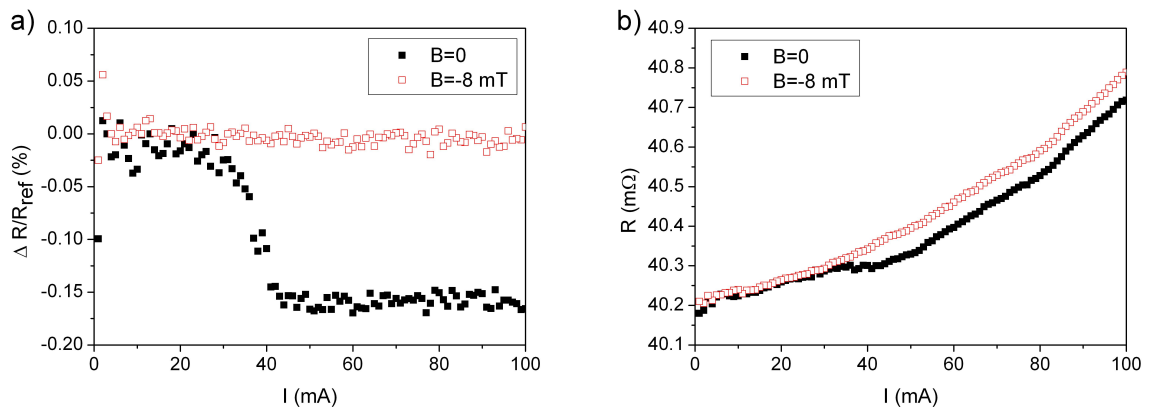 a)
0.10
0.05
0.00
-0.05
-0.10
-0.15
-0.20
Δ R/R_ref (%)
B=0
B=-8 mT
0 20 40 60 80 100
I (mA)
b)
40.9
40.8
40.7
40.6
40.5
40.4
40.3
40.2
40.1
R (mΩ)
B=0
B=-8 mT
0 20 40 60 80 100
I (mA)